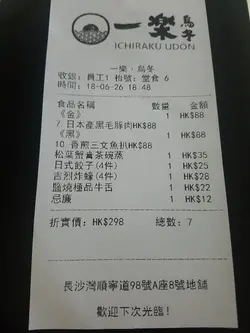 一樂 烏冬
ICHIRAKU UDON
一樂．烏冬
收銀: 員工1 枱號: 堂食 6
時間: 18-06-26 18:48
食品名稱 數量 金額
《金》 1 HK$88
7. 日本產黑毛豚肉HK$88
《黑》 1 HK$88
10. 香煎三文魚扒HK$88
松葉蟹膏茶碗蒸 1 HK$35
日式餃子(4件) 1 HK$25
吉烈炸蠔(4件) 1 HK$28
鹽燒極品牛舌 1 HK$22
忌廉 1 HK$12
折實價: HK$298 總數: 7
長沙灣順寧道98號A座8號地舖
歡迎下次光臨!